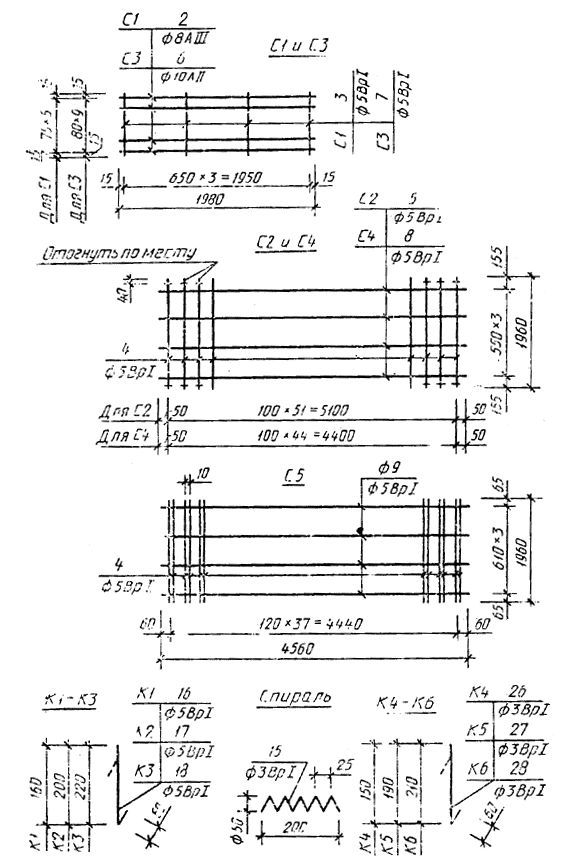 С1 2
Ф8АIII
С3 6
Ф10АII
С1 и С3
3
Ф5ВрI
7
Ф5ВрI
С1
С3
15
75×5
80×9
15
Для С1
Для С3
15 650 × 3 = 1950 15
1980
С2 и С4
С2 5
Ф5ВрI
С4 8
Ф5ВрI
Отогнуть по месту
40
4
Ф5ВрI
155
550×3
1960
155
Для С2 50 100 × 51 = 5100 50
Для С4 50 100 × 44 = 4400 50
10
С5
Ф9
Ф5ВрI
4
Ф5ВрI
65
610×3
1960
65
60 120 × 37 = 4440 60
4560
К1-К3
К1 16
Ф5ВрI
К2 17
Ф5ВрI
К3 18
Ф5ВрI
160
200
220
К1
К2
К3
Спираль
15
Ф3ВрI
25
Ф50
200
К4-К6
К4 26
Ф3ВрI
К5 27
Ф3ВрI
К6 28
Ф3ВрI
150
190
210
60
К4
К5
К6